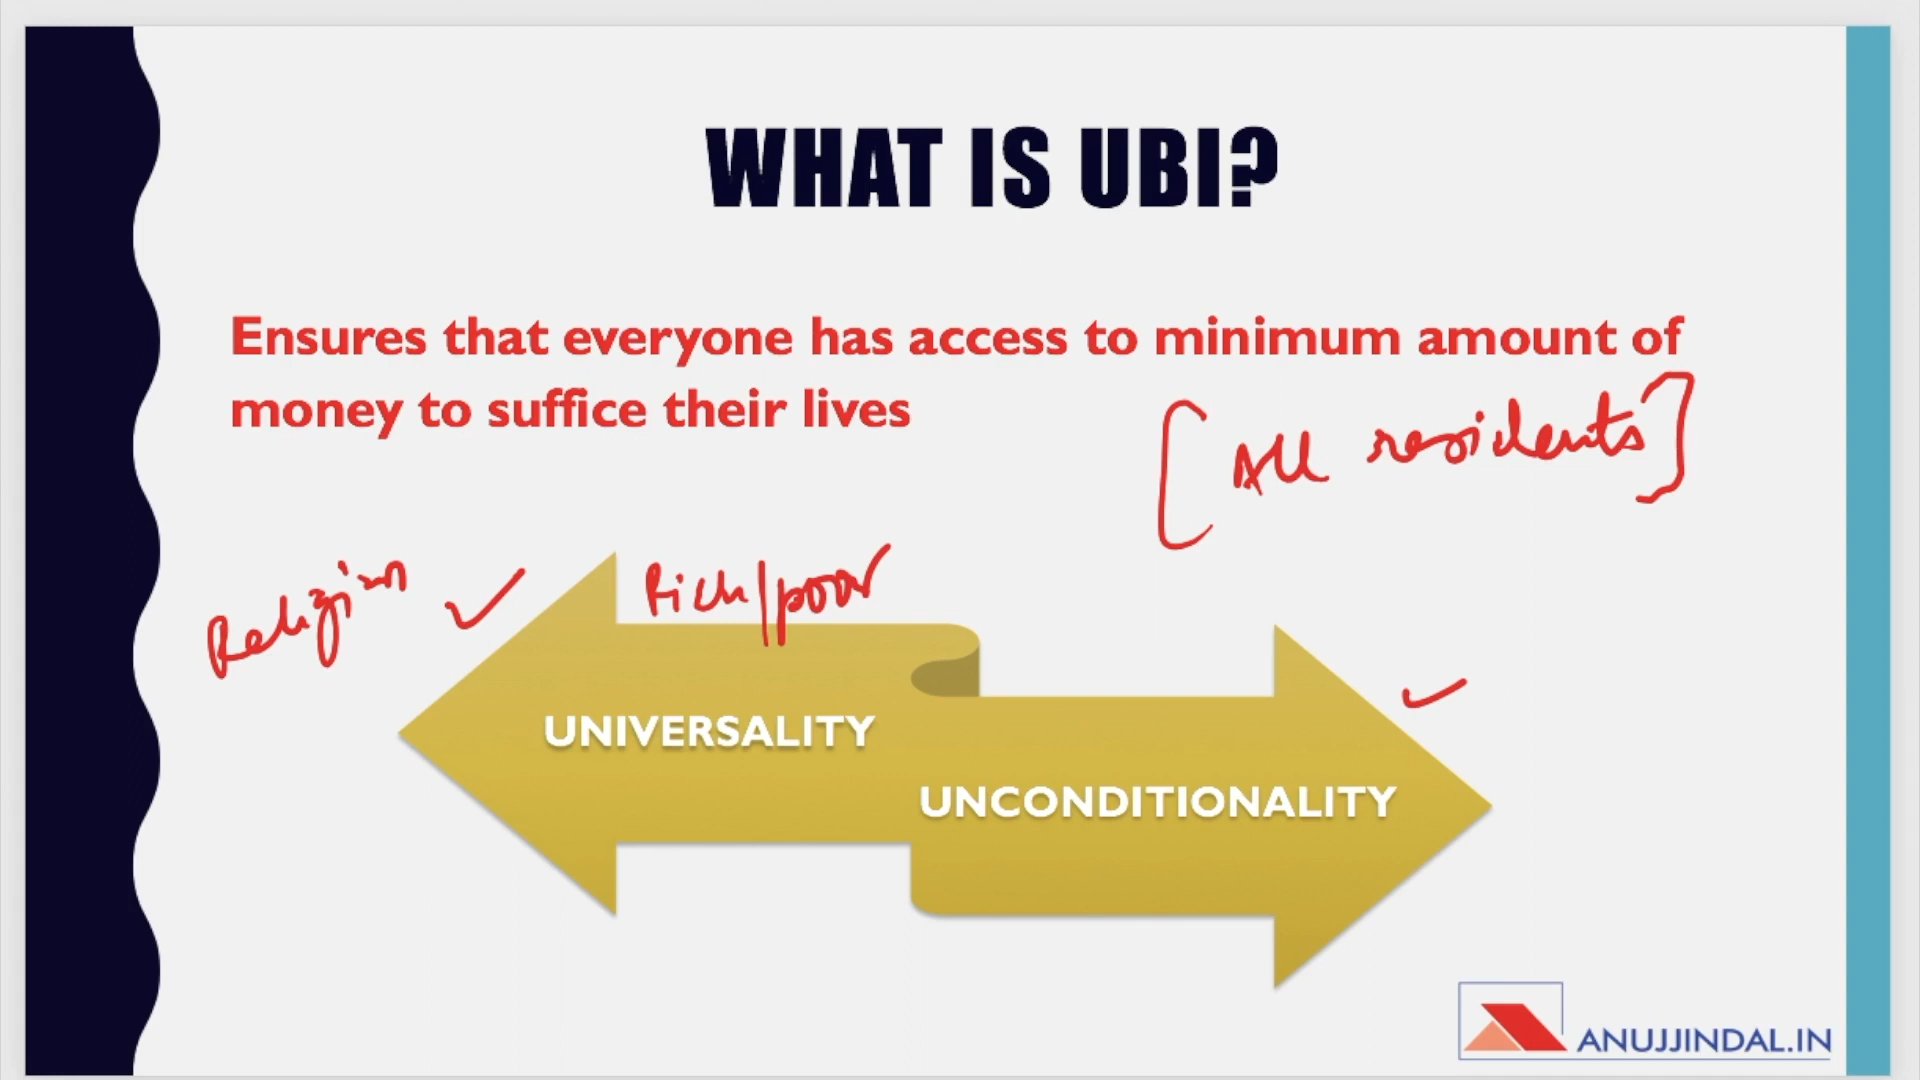 WHAT IS UBI?
Ensures that everyone has access to minimum amount of
money to suffice their lives
[All residents]
Religion
Rich/poor
UNIVERSALITY
UNCONDITIONALITY
ANUJJINDAL.IN